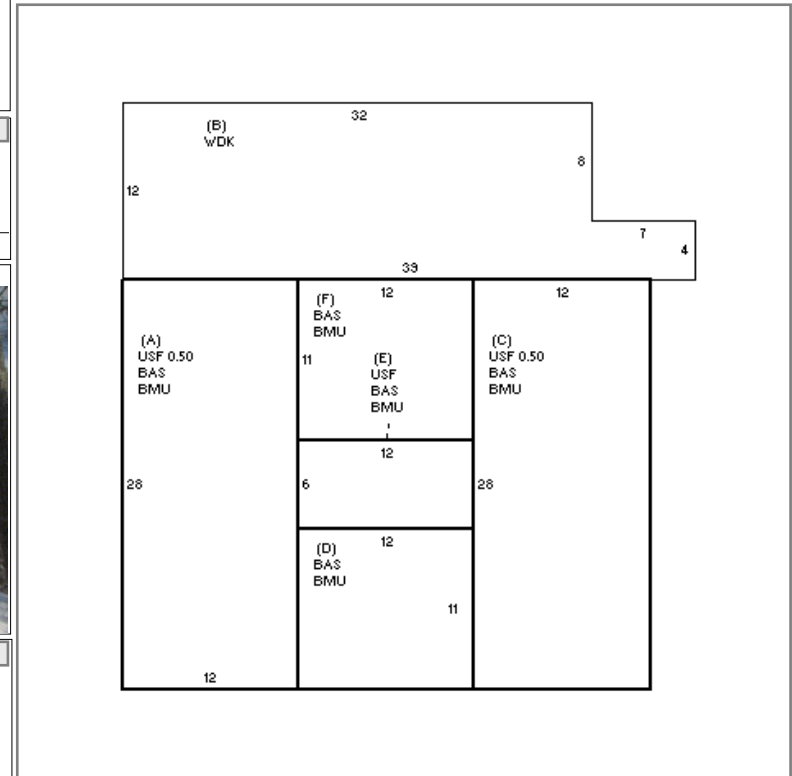 32
(B)
WDK
8
12
7
4
39
(F)
BAS
BMU
12
12
(A)
USF 0.50
BAS
BMU
11
(E)
USF
BAS
BMU
(C)
USF 0.50
BAS
BMU
12
28
6
28
(D)
BAS
BMU
12
11
12